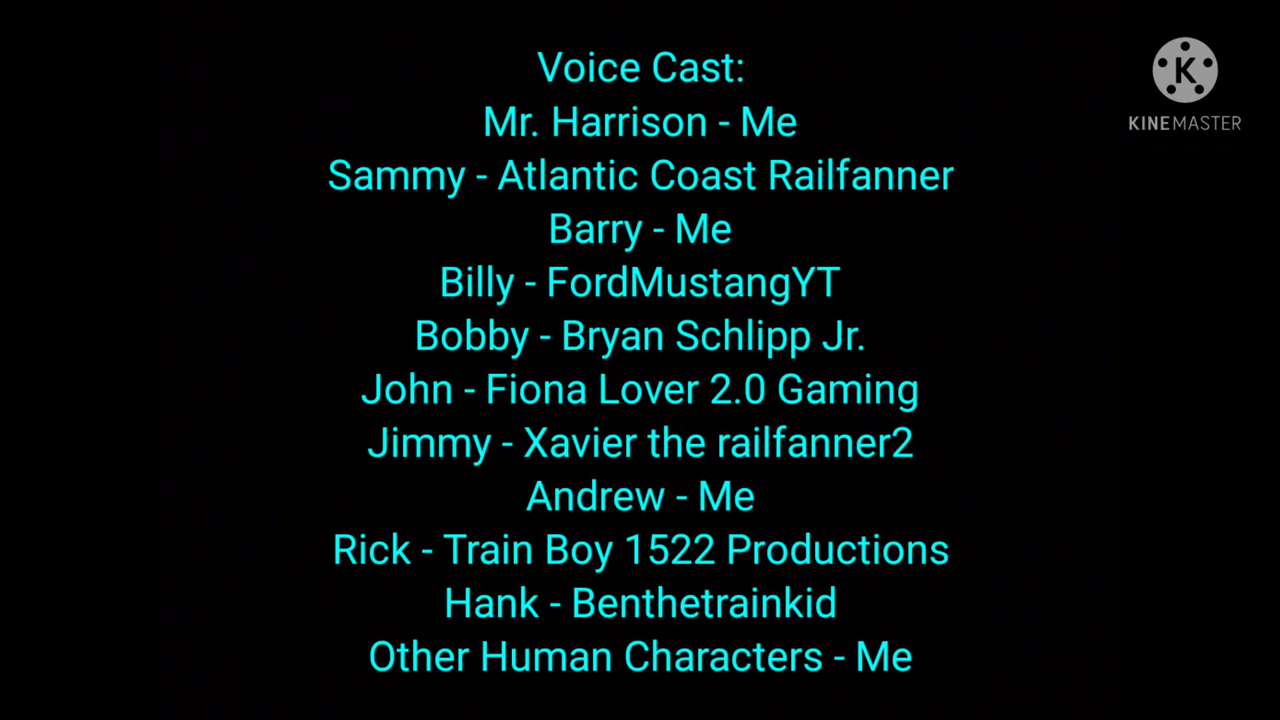 Voice Cast:
Mr. Harrison - Me
Sammy - Atlantic Coast Railfanner
Barry - Me
Billy - FordMustangYT
Bobby - Bryan Schlipp Jr.
John - Fiona Lover 2.0 Gaming
Jimmy - Xavier the railfanner2
Andrew - Me
Rick - Train Boy 1522 Productions
Hank - Benthetrainkid
Other Human Characters - Me
K
KINEMASTER